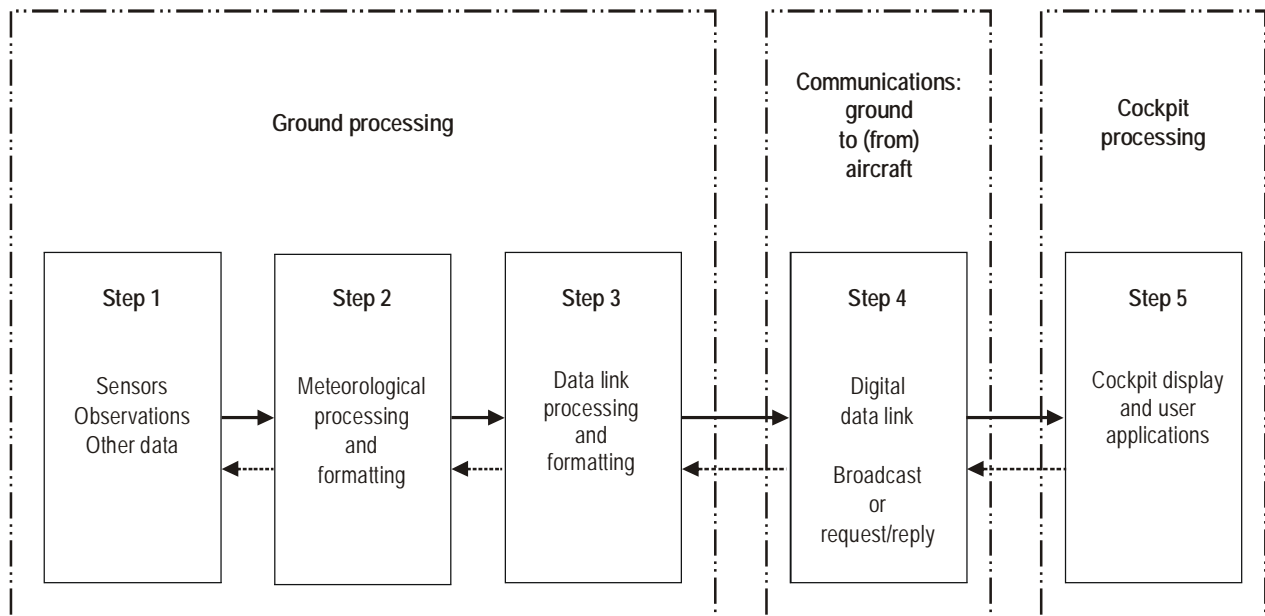 Ground processing
Communications:
ground
to (from)
aircraft
Cockpit
processing
Step 1
Sensors
Observations
Other data
Step 2
Meteorological
processing
and
formatting
Step 3
Data link
processing
and
formatting
Step 4
Digital
data link
Broadcast
or
request/reply
Step 5
Cockpit display
and user
applications